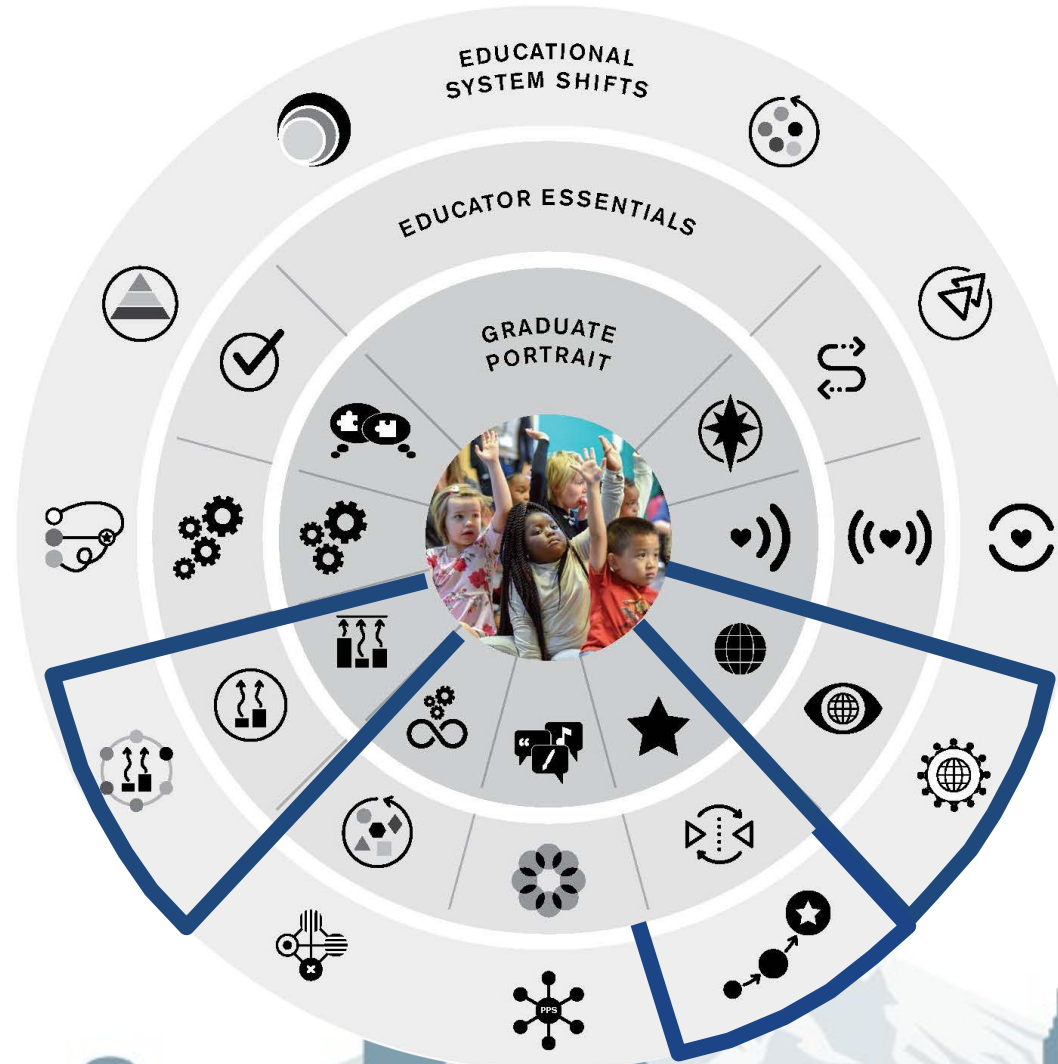 EDUCATIONAL
SYSTEM SHIFTS
EDUCATOR ESSENTIALS
GRADUATE
PORTRAIT
PPS